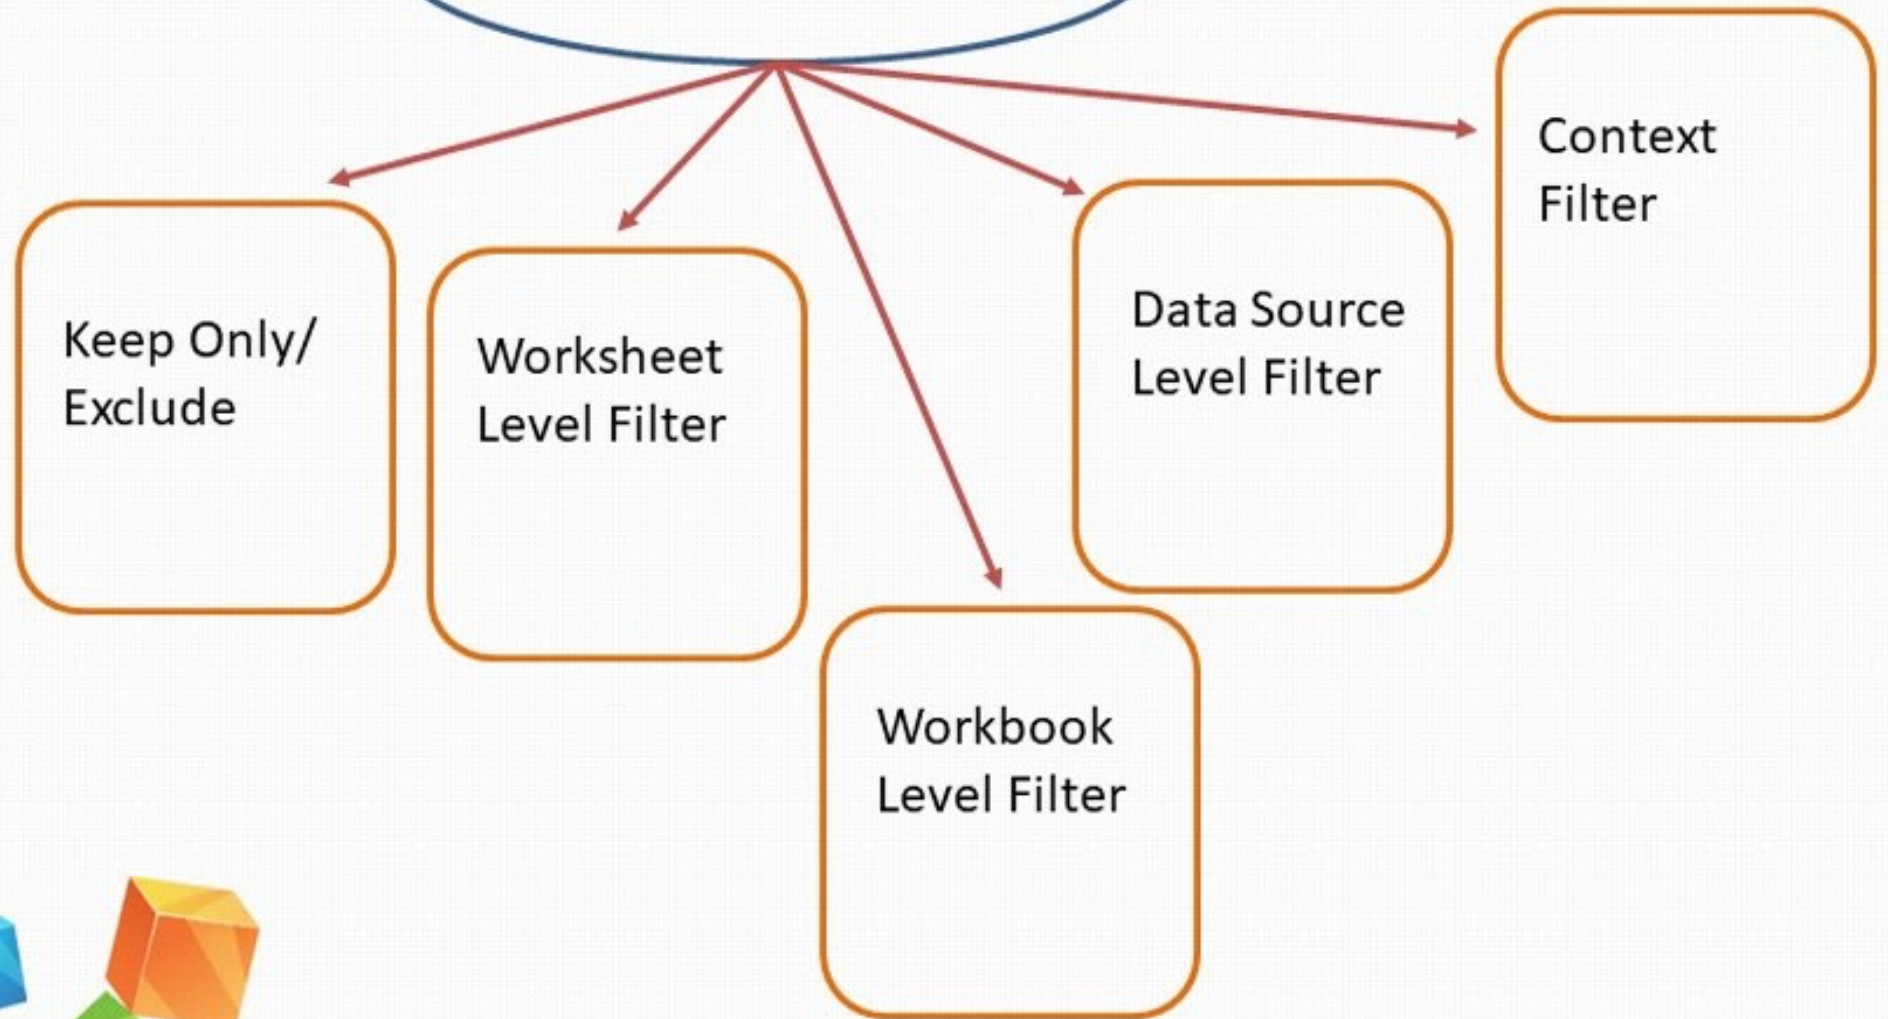 Keep Only/
Exclude
Worksheet
Level Filter
Workbook
Level Filter
Data Source
Level Filter
Context
Filter